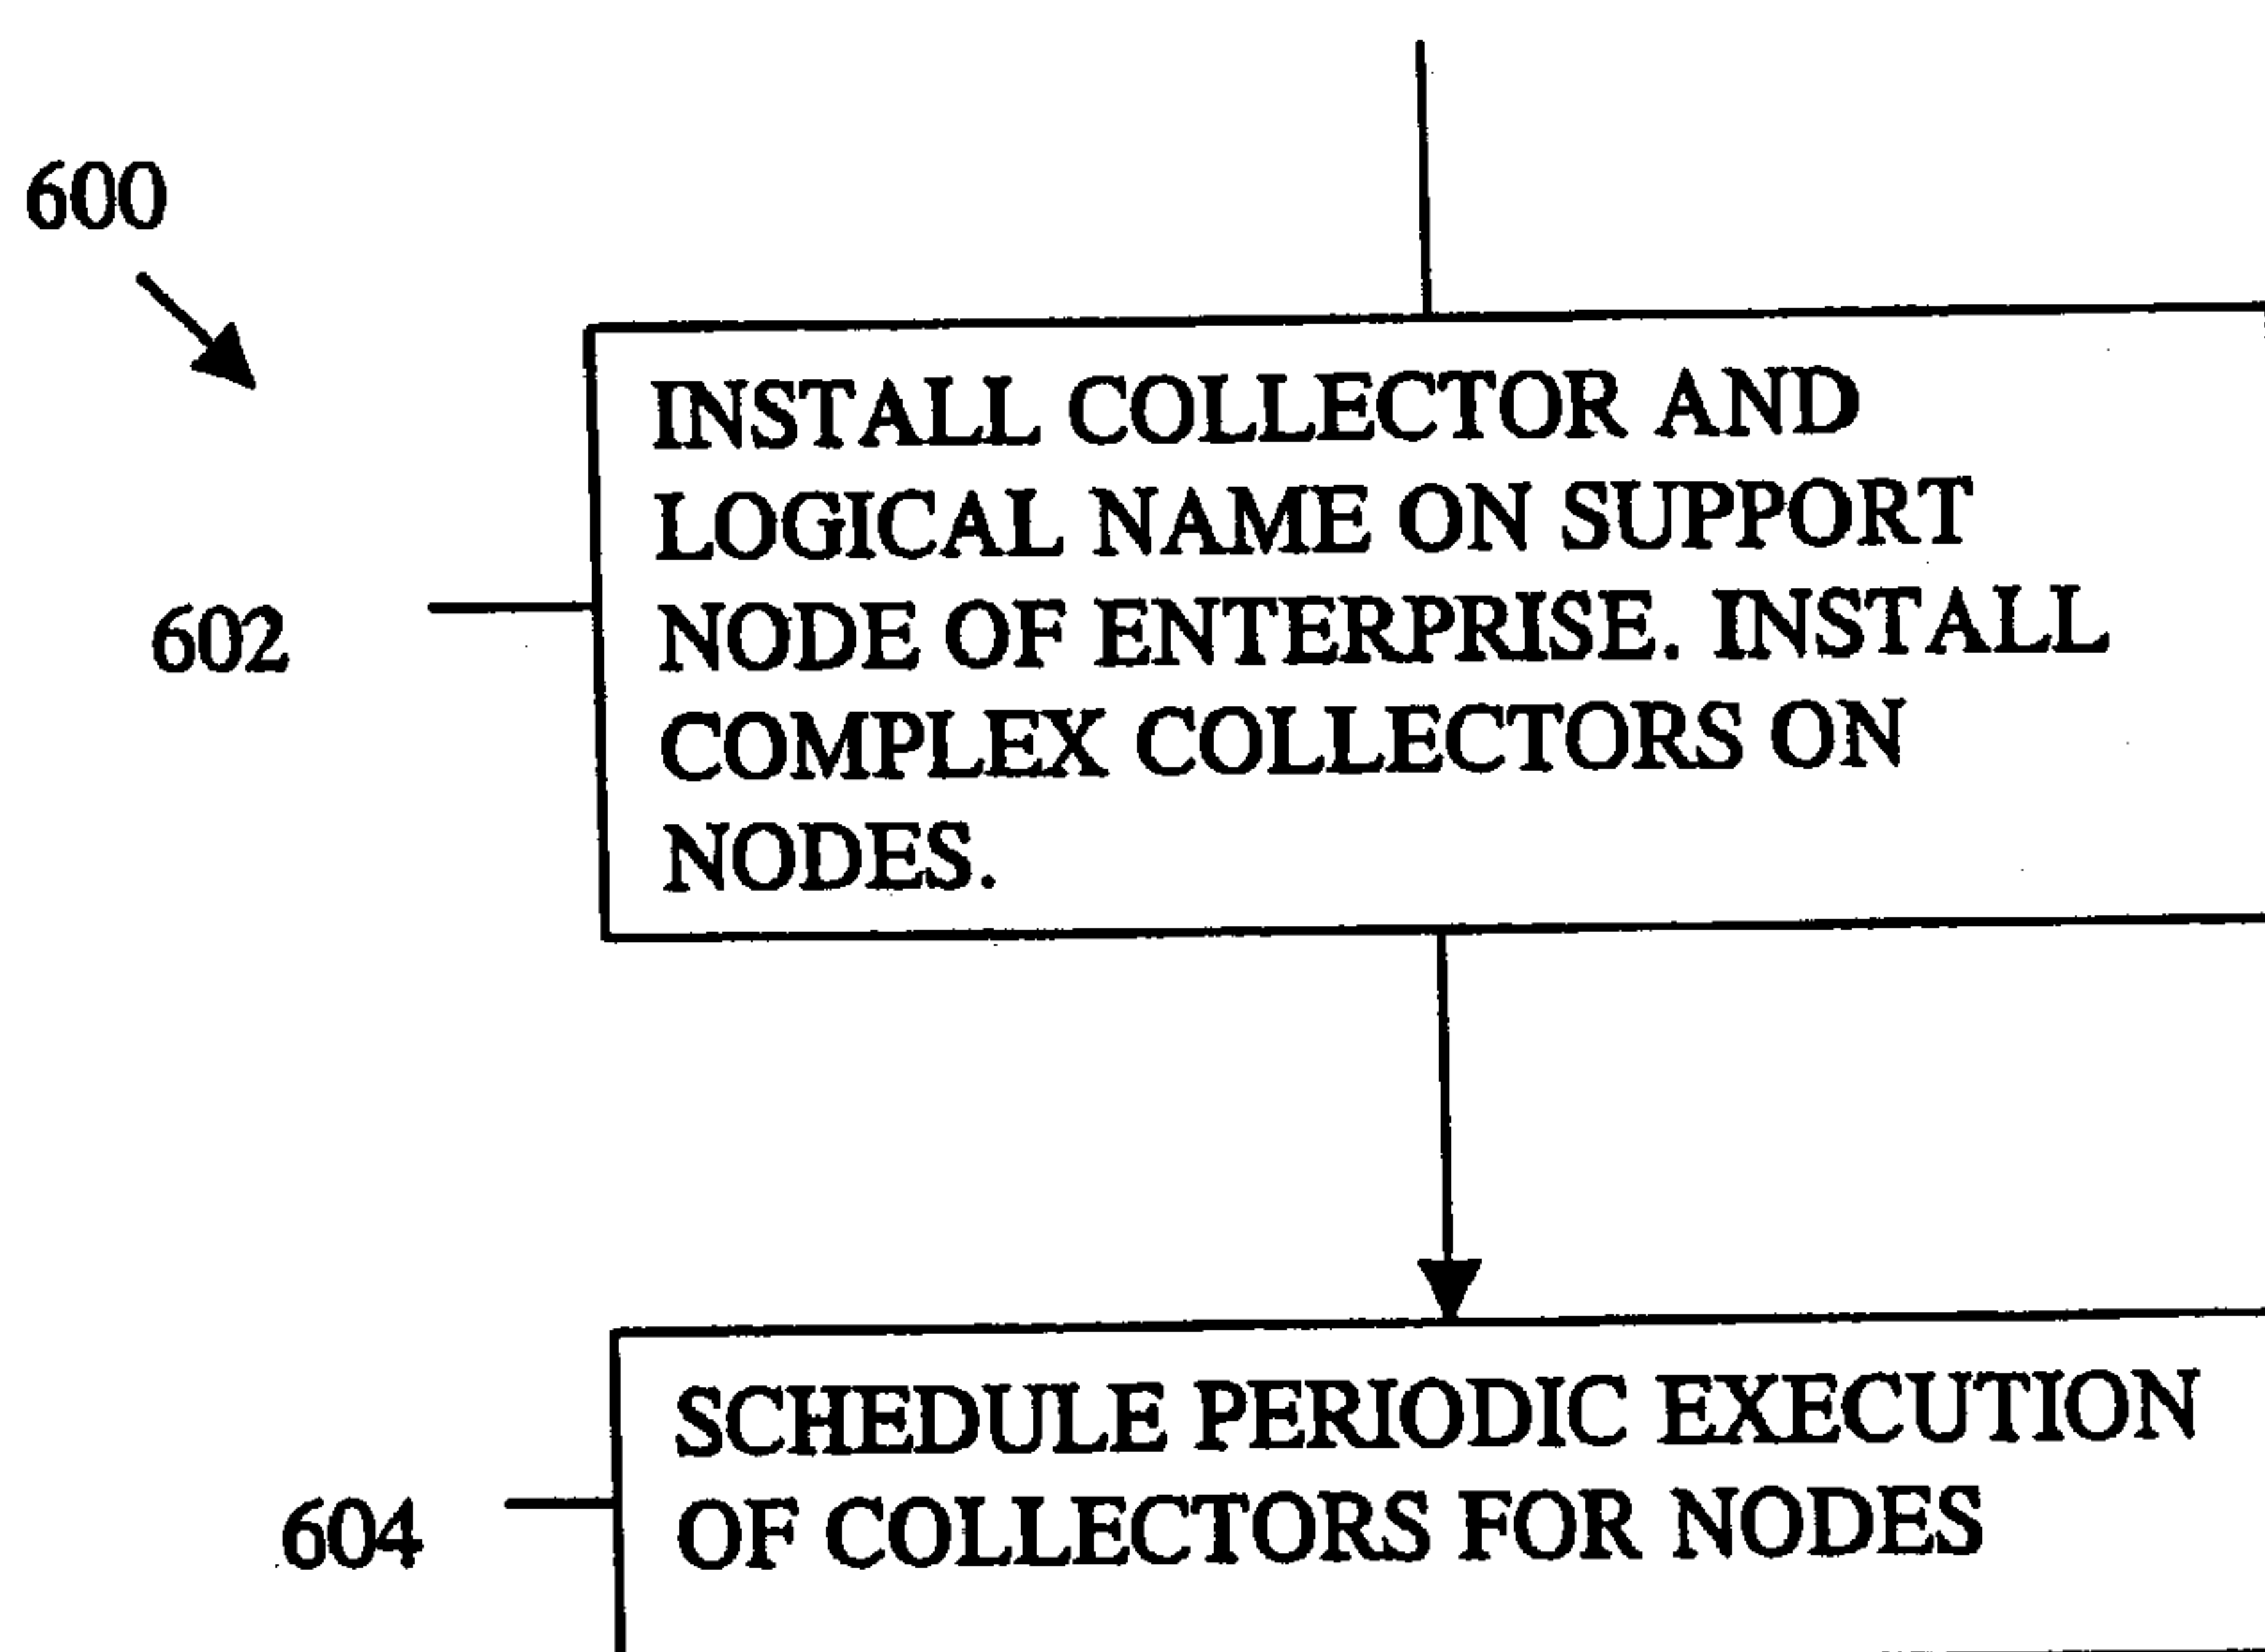 600
INSTALL COLLECTOR AND
LOGICAL NAME ON SUPPORT
NODE OF ENTERPRISE. INSTALL
COMPLEX COLLECTORS ON
NODES.
602
SCHEDULE PERIODIC EXECUTION
OF COLLECTORS FOR NODES
604